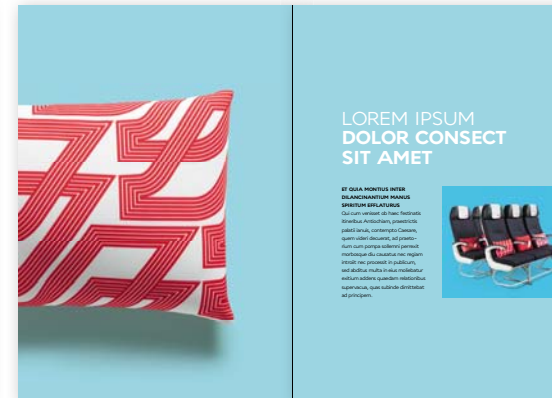 LOREM IPSUM
DOLOR CONSECT
SIT AMET
ET QUIA MONTIUS INTER
DILANCINANTIUM MANUS
SPIRITUM EFFLATURUS
Qui cum venisset ob haec festinatis
itineribus Antiochiam, praestrictis
palatii ianuis, contempto Caesare,
quem videri decuerat, ad praeto-
rium cum pompa sollemni perrexit
morbosque diu causatus nec regiam
introiit nec processit in publicum,
sed abditus multa in eius moliebatur
exitium addens quaedam relationibus
supervacua, quas subinde dimittebat
ad principem.